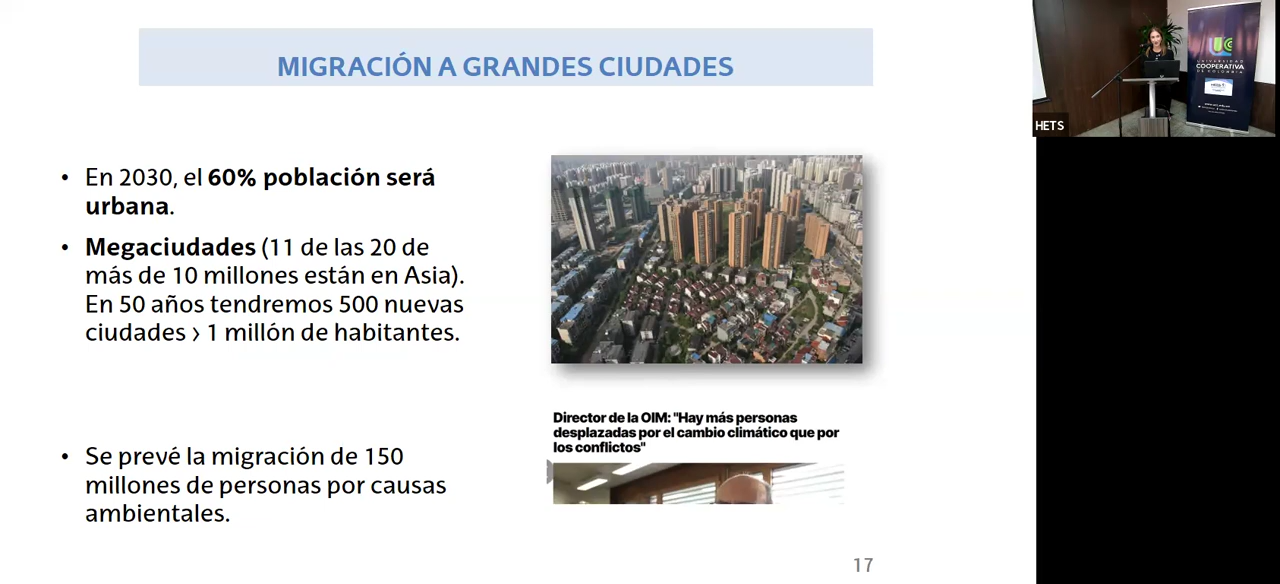 MIGRACIÓN A GRANDES CIUDADES
• En 2030, el 60% población será
urbana.
• Megaciudades (11 de las 20 de
más de 10 millones están en Asia).
En 50 años tendremos 500 nuevas
ciudades › 1 millón de habitantes.
• Se prevé la migración de 150
millones de personas por causas
ambientales.
Director de la OIM: "Hay más personas
desplazadas por el cambio climático que por
los conflictos"
17
HETS
UCC
UNIVERSIDAD
COOPERATIVA
DE COLOMBIA